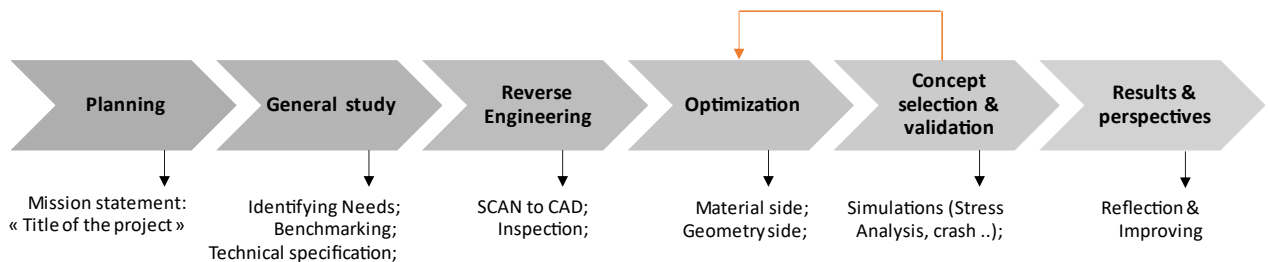 Planning
General study
Reverse
Engineering
Optimization
Concept
selection &
validation
Results &
perspectives
Mission statement:
« Title of the project »
Identifying Needs;
Benchmarking;
Technical specification;
SCAN to CAD;
Inspection;
Material side;
Geometry side;
Simulations (Stress
Analysis, crash ..);
Reflection &
Improving